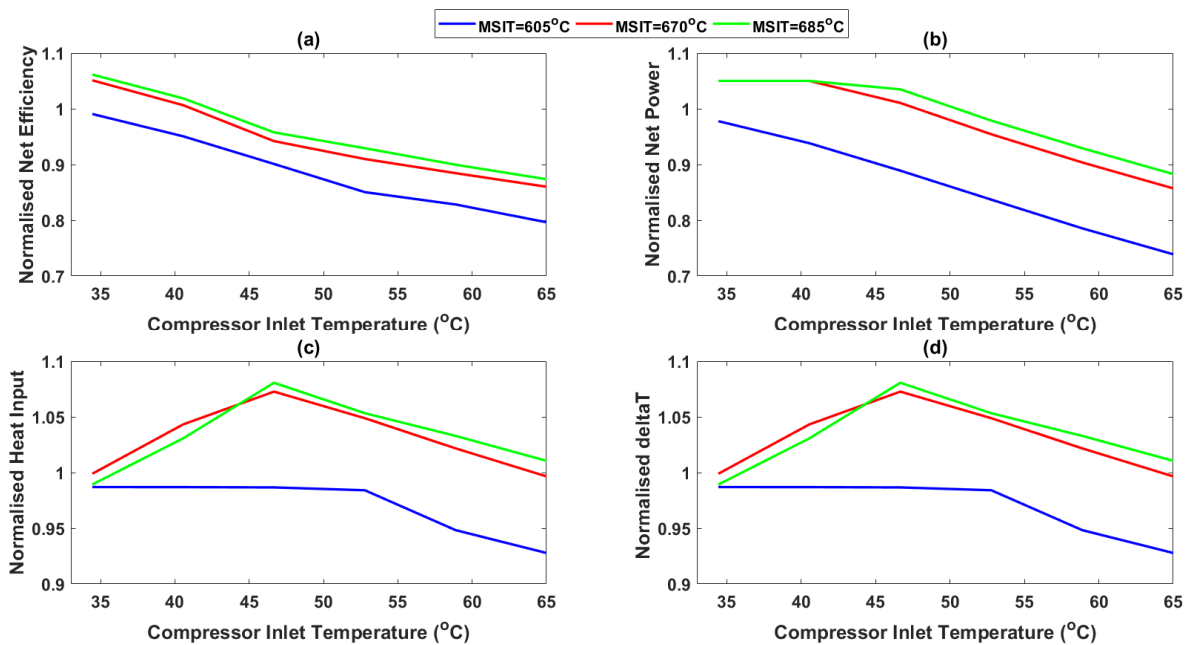 MSIT=605°C MSIT=670°C MSIT=685°C
(a)
Normalised Net Efficiency
1.1
1
0.9
0.8
0.7
35 40 45 50 55 60 65
Compressor Inlet Temperature (°C)
(b)
Normalised Net Power
1.1
1
0.9
0.8
0.7
35 40 45 50 55 60 65
Compressor Inlet Temperature (°C)
(c)
Normalised Heat Input
1.1
1.05
1
0.95
0.9
35 40 45 50 55 60 65
Compressor Inlet Temperature (°C)
(d)
Normalised deltaT
1.1
1.05
1
0.95
0.9
35 40 45 50 55 60 65
Compressor Inlet Temperature (°C)